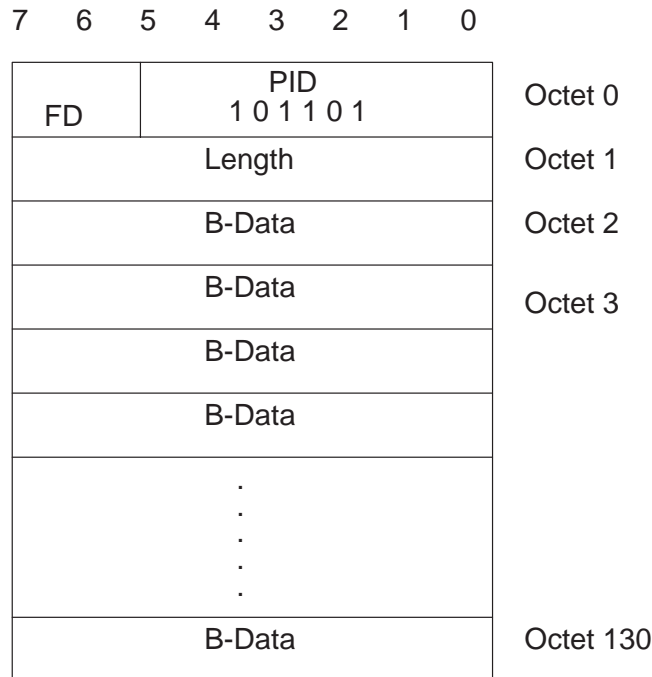 7 6 5 4 3 2 1 0
PID
FD 1 0 1 1 0 1 Octet 0
Length Octet 1
B-Data Octet 2
B-Data Octet 3
B-Data
B-Data
.
.
.
.
.
B-Data Octet 130